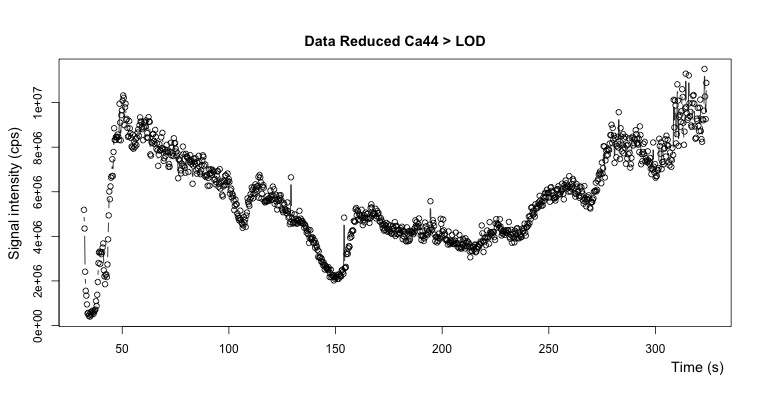 Data Reduced Ca44 > LOD
Signal intensity (cps)
1e+07
8e+06
6e+06
4e+06
2e+06
0e+00
50 100 150 200 250 300
Time (s)